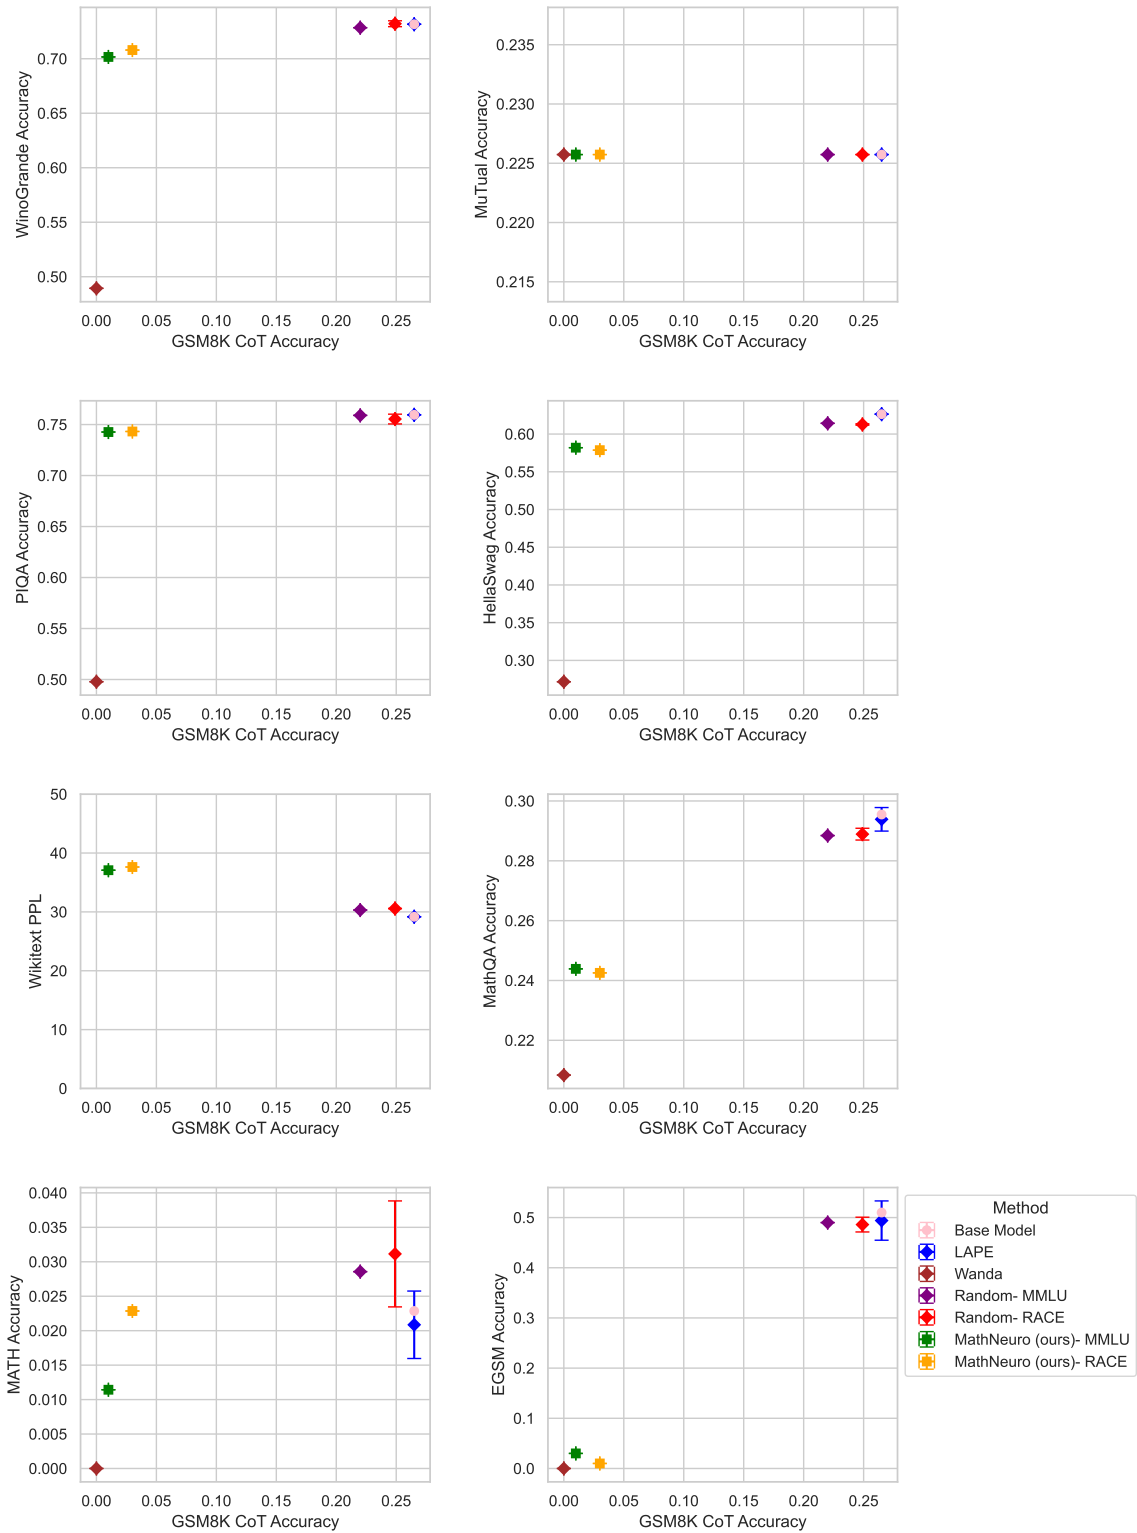 WinoGrande Accuracy
0.70
0.65
0.60
0.55
0.50
0.00 0.05 0.10 0.15 0.20 0.25
GSM8K CoT Accuracy
MuTual Accuracy
0.235
0.230
0.225
0.220
0.215
0.00 0.05 0.10 0.15 0.20 0.25
GSM8K CoT Accuracy
PIQA Accuracy
0.75
0.70
0.65
0.60
0.55
0.50
0.00 0.05 0.10 0.15 0.20 0.25
GSM8K CoT Accuracy
HellaSwag Accuracy
0.60
0.55
0.50
0.45
0.40
0.35
0.30
0.00 0.05 0.10 0.15 0.20 0.25
GSM8K CoT Accuracy
Wikitext PPL
50
40
30
20
10
0
0.00 0.05 0.10 0.15 0.20 0.25
GSM8K CoT Accuracy
MathQA Accuracy
0.30
0.28
0.26
0.24
0.22
0.00 0.05 0.10 0.15 0.20 0.25
GSM8K CoT Accuracy
MATH Accuracy
0.040
0.035
0.030
0.025
0.020
0.015
0.010
0.005
0.000
0.00 0.05 0.10 0.15 0.20 0.25
GSM8K CoT Accuracy
EGSM Accuracy
0.5
0.4
0.3
0.2
0.1
0.0
0.00 0.05 0.10 0.15 0.20 0.25
GSM8K CoT Accuracy
Method
Base Model
LAPE
Wanda
Random- MMLU
Random- RACE
MathNeuro (ours)- MMLU
MathNeuro (ours)- RACE